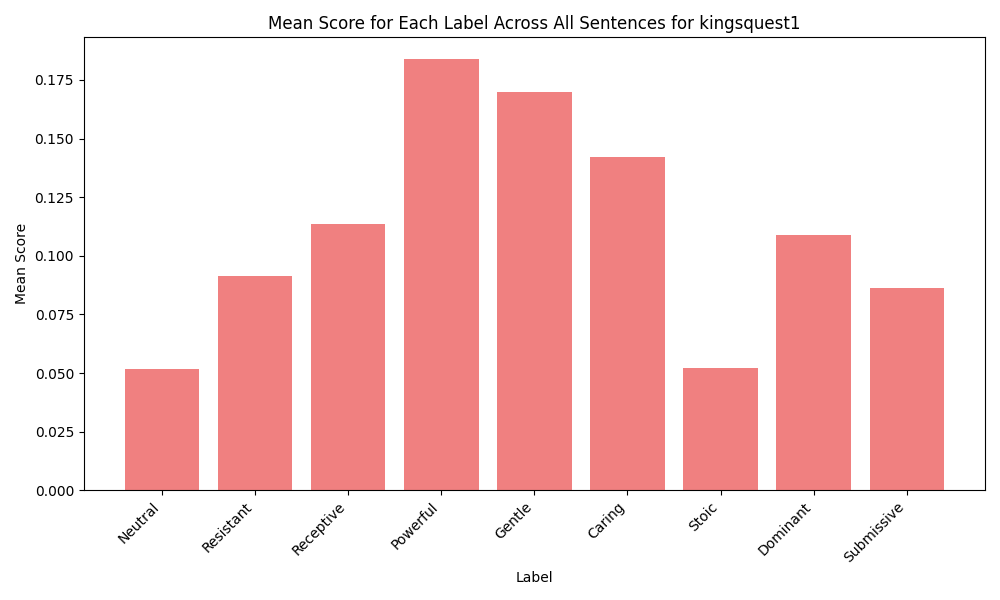 Mean Score for Each Label Across All Sentences for kingsquest1
Mean Score
0.175
0.150
0.125
0.100
0.075
0.050
0.025
0.000
Neutral
Resistant
Receptive
Powerful
Gentle
Caring
Stoic
Dominant
Submissive
Label